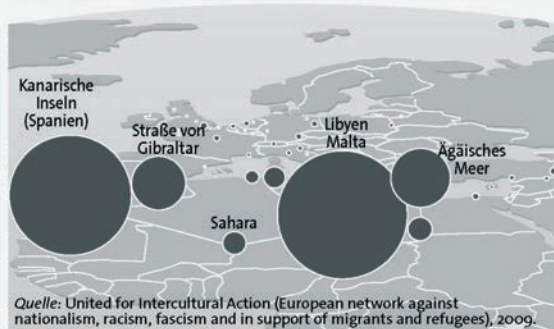 Kanarische
Inseln
(Spanien)
Straße von
Gibraltar
Libyen
Malta
Ägäisches
Meer
Sahara
Quelle: United for Intercultural Action (European network against
nationalism, racism, fascism and in support of migrants and refugees), 2009.